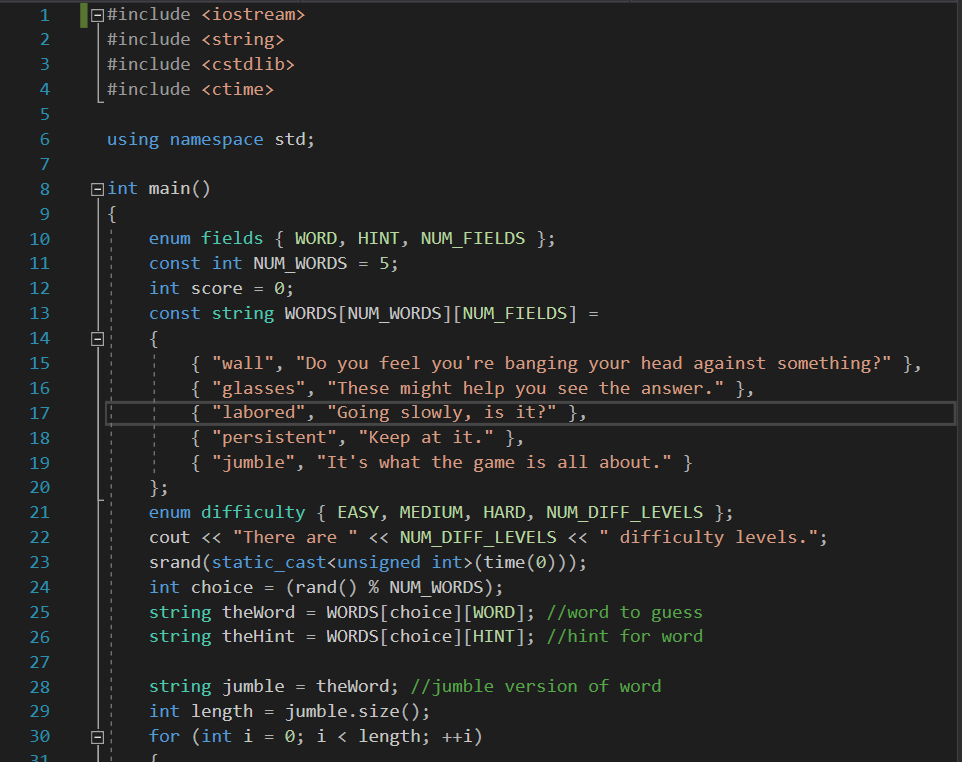 1 #include <iostream>
2 #include <string>
3 #include <cstdlib>
4 #include <ctime>
5
6 using namespace std;
7
8 int main()
9 {
10 enum fields { WORD, HINT, NUM_FIELDS };
11 const int NUM_WORDS = 5;
12 int score = 0;
13 const string WORDS[NUM_WORDS][NUM_FIELDS] =
14 {
15 { "wall", "Do you feel you're banging your head against something?" },
16 { "glasses", "These might help you see the answer." },
17 { "labored", "Going slowly, is it?" },
18 { "persistent", "Keep at it." },
19 { "jumble", "It's what the game is all about." }
20 };
21 enum difficulty { EASY, MEDIUM, HARD, NUM_DIFF_LEVELS };
22 cout << "There are " << NUM_DIFF_LEVELS << " difficulty levels.";
23 srand(static_cast<unsigned int>(time(0)));
24 int choice = (rand() % NUM_WORDS);
25 string theWord = WORDS[choice][WORD]; //word to guess
26 string theHint = WORDS[choice][HINT]; //hint for word
27
28 string jumble = theWord; //jumble version of word
29 int length = jumble.size();
30 for (int i = 0; i < length; ++i)
31 {